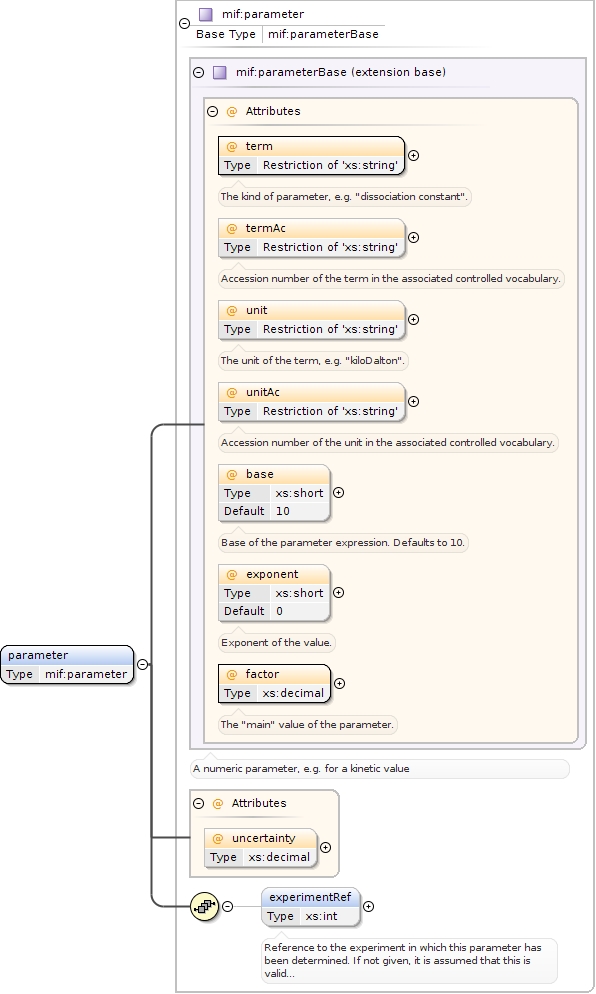 mif:parameter
Base Type mif:parameterBase
mif:parameterBase (extension base)
@ Attributes
@ term
Type Restriction of 'xs:string'
The kind of parameter, e.g. "dissociation constant".
@ termAc
Type Restriction of 'xs:string'
Accession number of the term in the associated controlled vocabulary.
@ unit
Type Restriction of 'xs:string'
The unit of the term, e.g. "kiloDalton".
@ unitAc
Type Restriction of 'xs:string'
Accession number of the unit in the associated controlled vocabulary.
@ base
Type xs:short
Default 10
Base of the parameter expression. Defaults to 10.
@ exponent
Type xs:short
Default 0
Exponent of the value.
parameter
Type mif:parameter
@ factor
Type xs:decimal
The "main" value of the parameter.
A numeric parameter, e.g. for a kinetic value
@ Attributes
@ uncertainty
Type xs:decimal
experimentRef
Type xs:int
Reference to the experiment in which this parameter has
been determined. If not given, it is assumed that this is
valid...